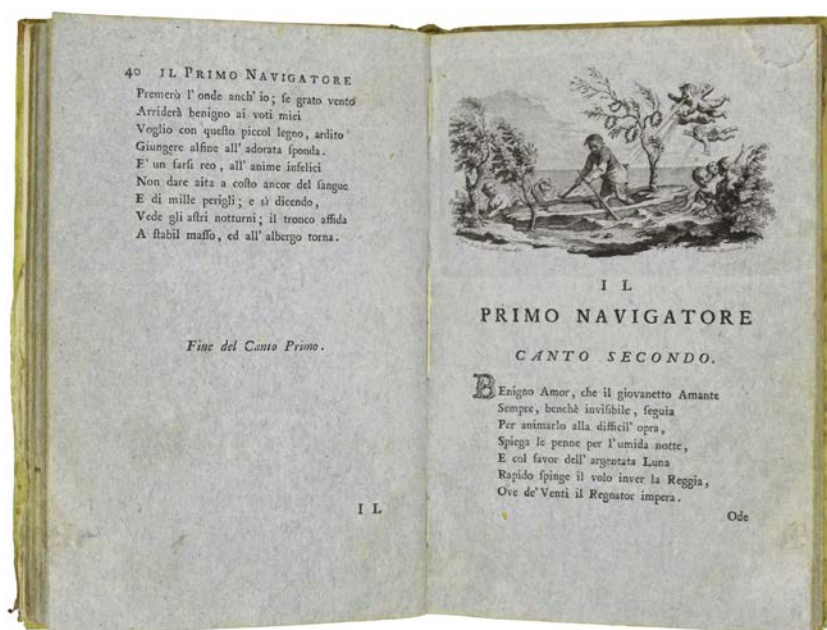 40 IL PRIMO NAVIGATORE
Premerò l'onde anch'io; se grato vento
Arriderà benigno ai voti miei
Voglio con queſto piccol legno, ardito
Giungere alfine all'adorata ſponda.
E' un farſi reo, all'anime infelici
Non dare aita a coſto ancor del ſangue
E di mille perigli; e sì dicendo,
Vede gli aſtri notturni; il tronco affida
A ſtabil maſſo, ed all'albergo torna.
Fine del Canto Primo.
IL
IL
PRIMO NAVIGATORE
CANTO SECONDO.
BEnigno Amor, che il giovanetto Amante
Sempre, benchè inviſibile, ſeguia
Per animarlo alla difficil' opra,
Spiega le penne per l'umida notte,
E col favor dell'argentata Luna
Rapido ſpinge il volo inver la Reggia,
Ove de' Venti il Regnator impera.
Ode